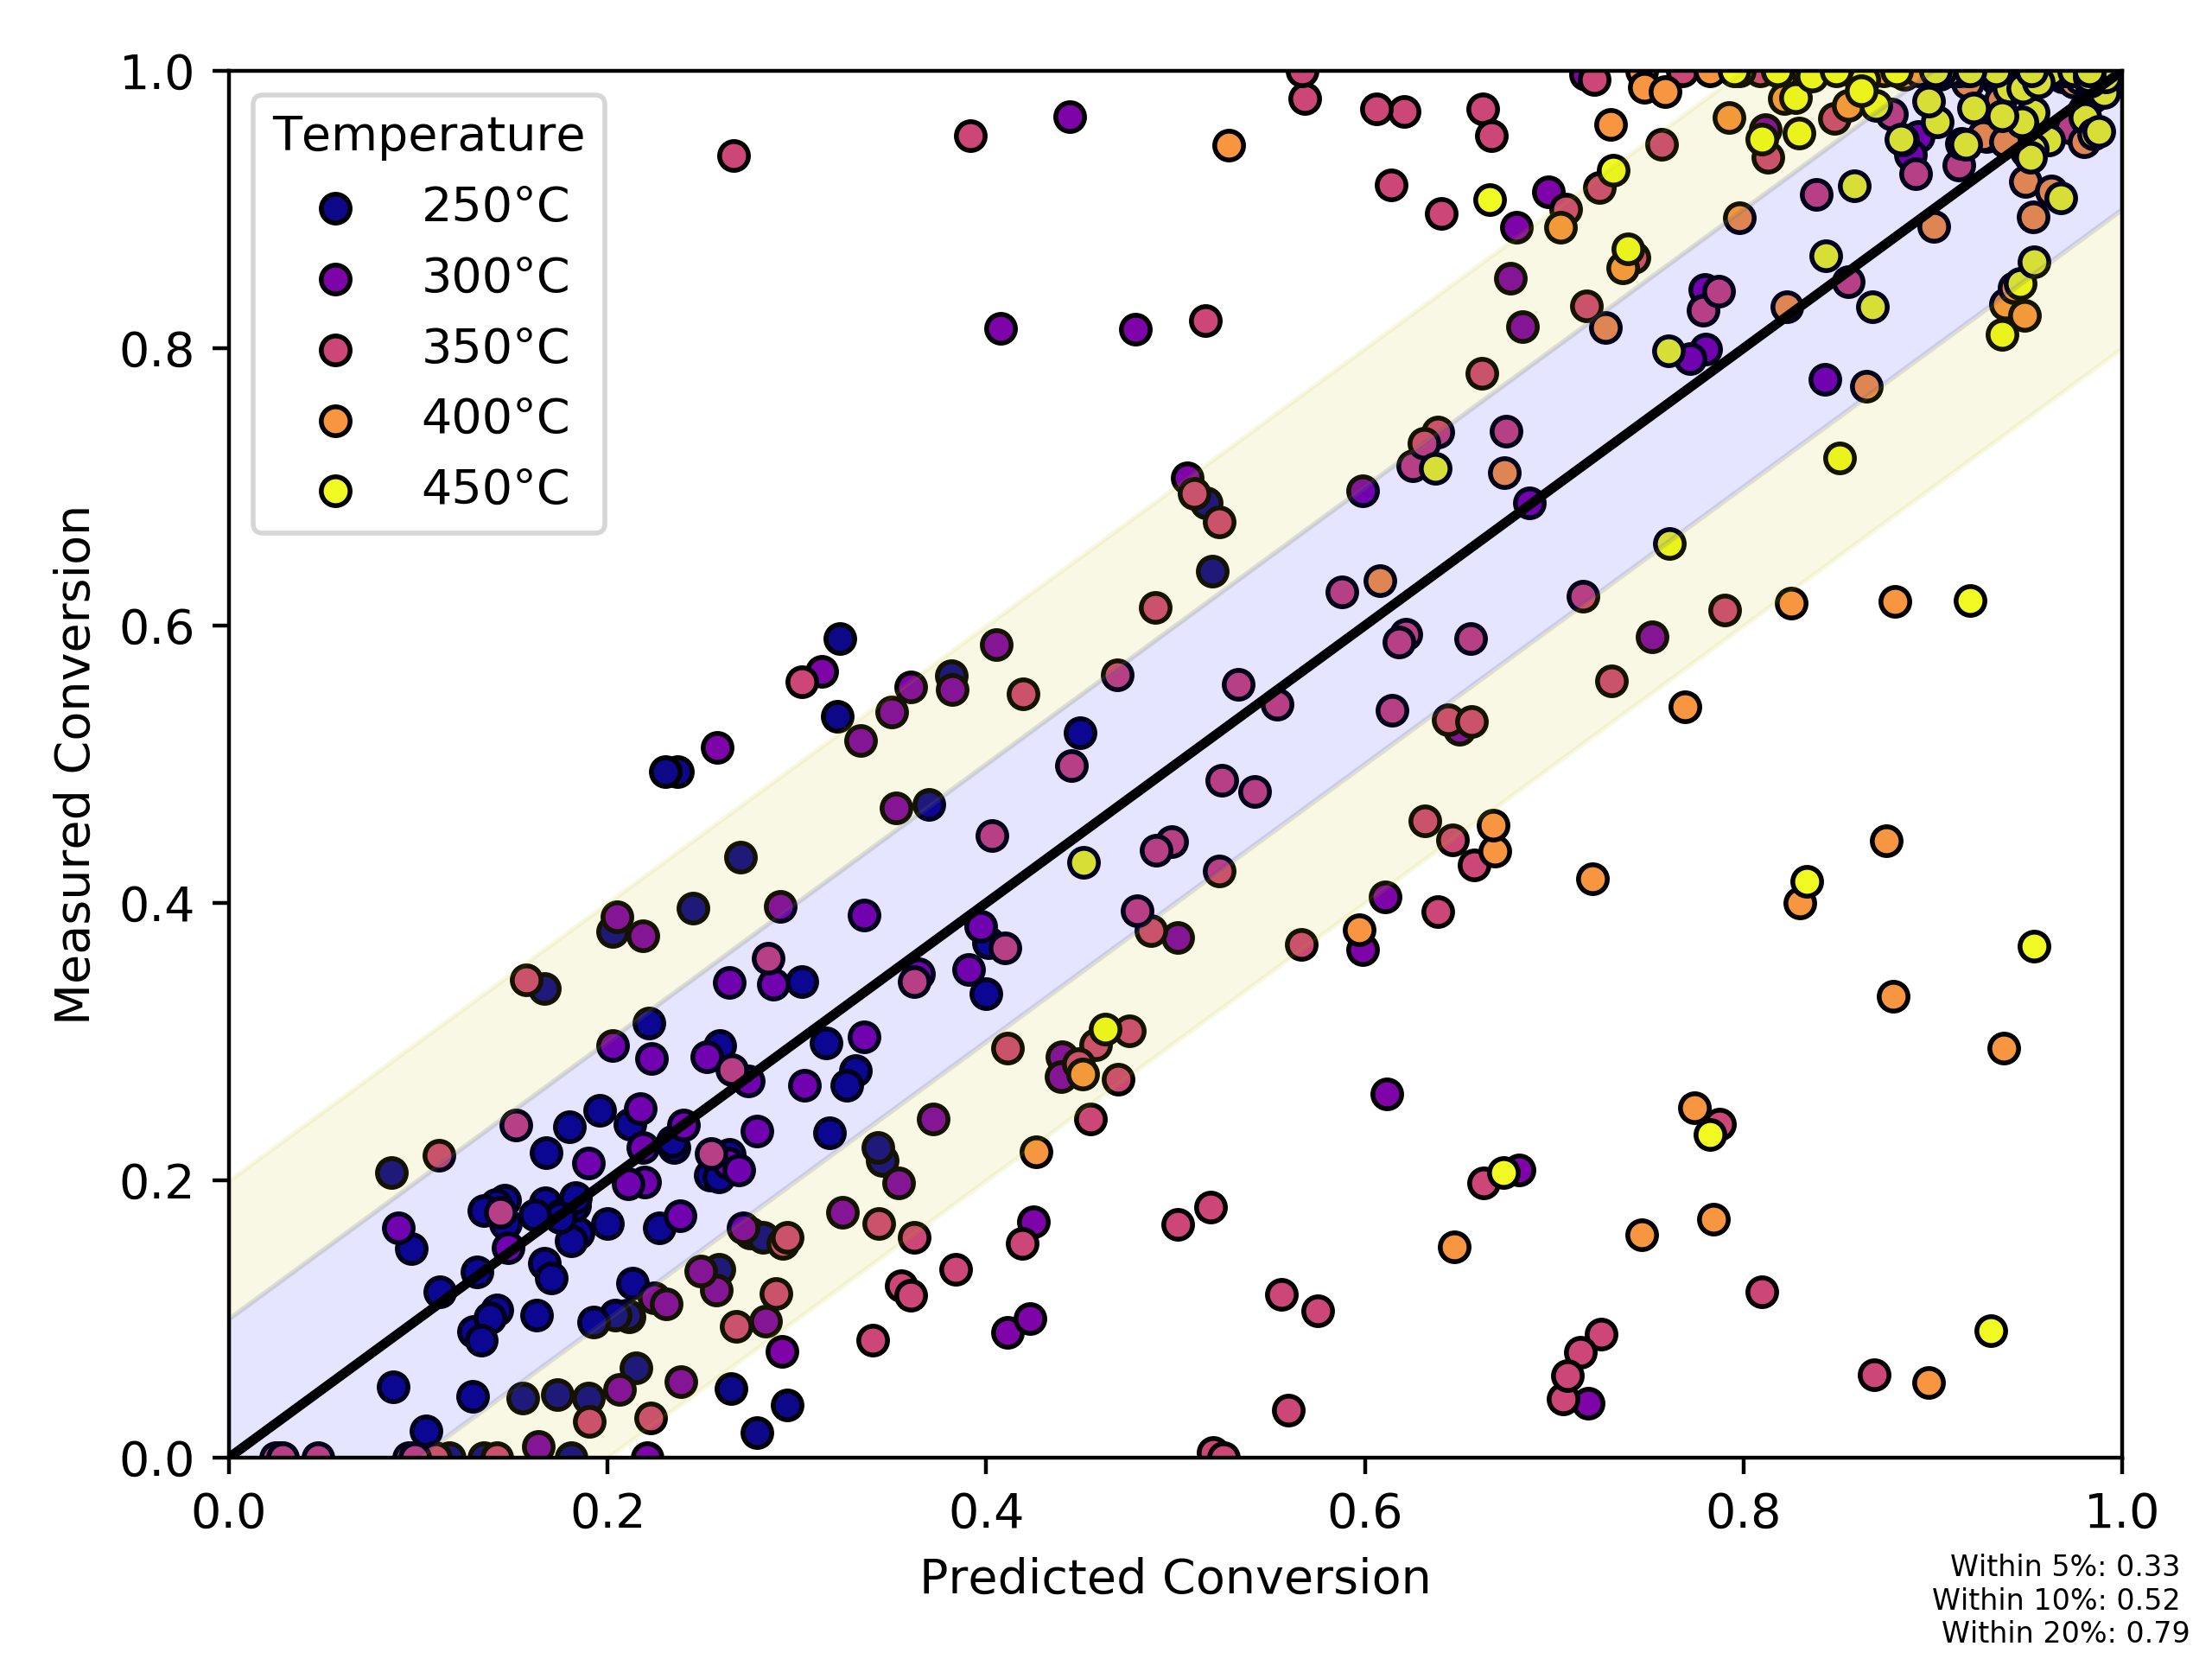 1.0
0.8
0.6
0.4
0.2
0.0
Measured Conversion
Temperature
250°C
300°C
350°C
400°C
450°C
0.0 0.2 0.4 0.6 0.8 1.0
Predicted Conversion
Within 5%: 0.33
Within 10%: 0.52
Within 20%: 0.79